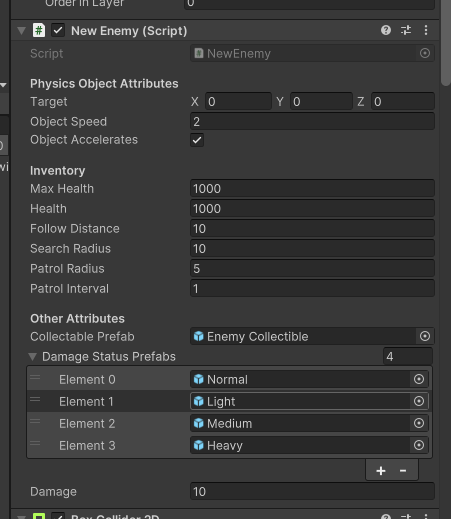 Order in Layer 0
# New Enemy (Script)
Script # NewEnemy
Physics Object Attributes
Target X 0 Y 0 Z 0
Object Speed 2
Object Accelerates
Inventory
Max Health 1000
Health 1000
Follow Distance 10
Search Radius 10
Patrol Radius 5
Patrol Interval 1
Other Attributes
Collectable Prefab Enemy Collectible
Damage Status Prefabs 4
Element 0 Normal
Element 1 Light
Element 2 Medium
Element 3 Heavy
+ -
Damage 10
Box Collider 2D